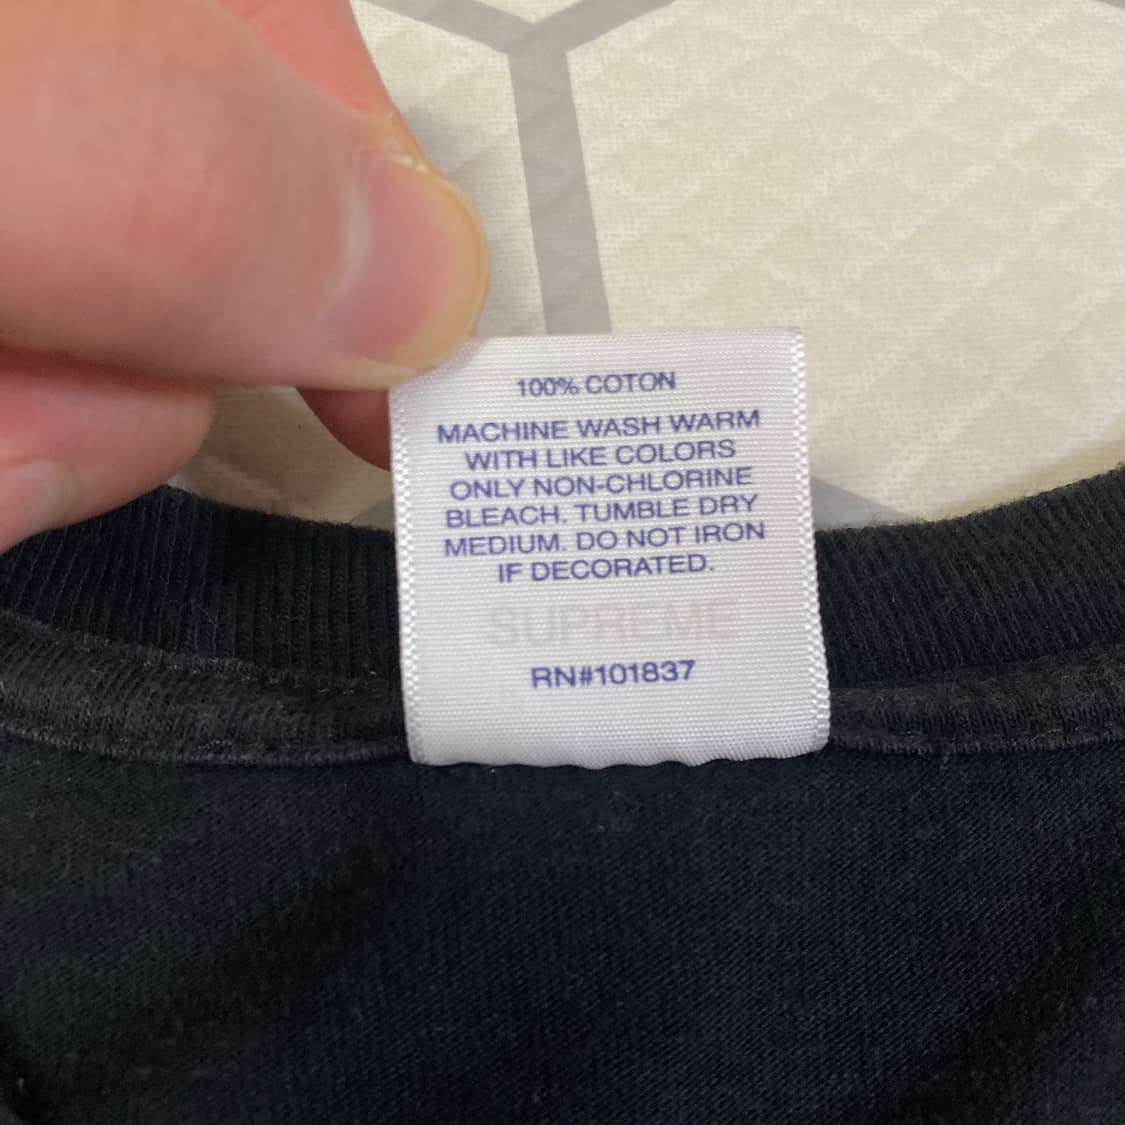 100% COTON
MACHINE WASH WARM
WITH LIKE COLORS
ONLY NON-CHLORINE
BLEACH. TUMBLE DRY
MEDIUM. DO NOT IRON
IF DECORATED.
SUPREME
RN#101837